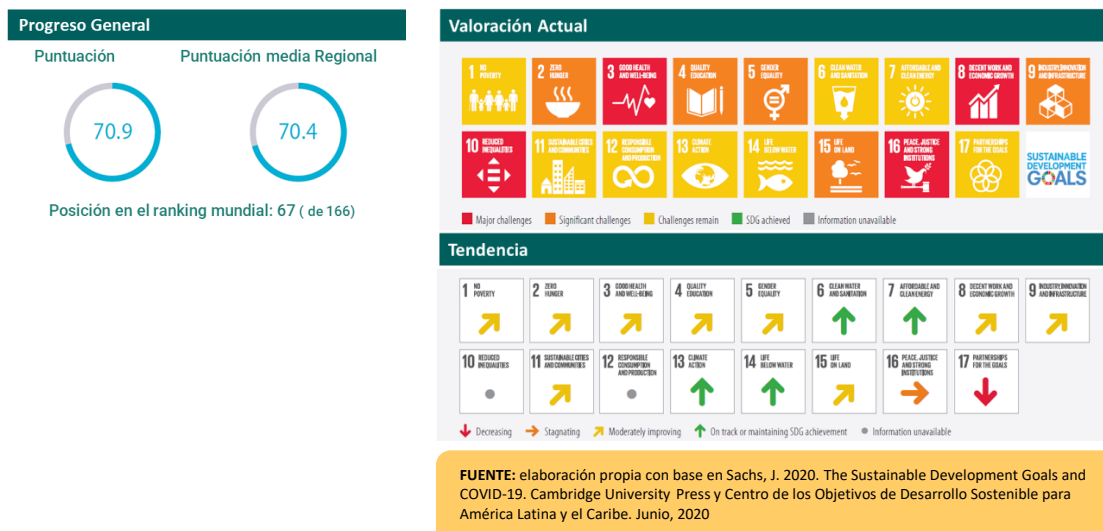 Progreso General
Puntuación
Puntuación media Regional
70.9
70.4
Posición en el ranking mundial: 67 ( de 166)
Valoración Actual
1 NO POVERTY
2 ZERO HUNGER
3 GOOD HEALTH AND WELL-BEING
4 QUALITY EDUCATION
5 GENDER EQUALITY
6 CLEAN WATER AND SANITATION
7 AFFORDABLE AND CLEAN ENERGY
8 DECENT WORK AND ECONOMIC GROWTH
9 INDUSTRY, INNOVATION AND INFRASTRUCTURE
10 REDUCED INEQUALITIES
11 SUSTAINABLE CITIES AND COMMUNITIES
12 RESPONSIBLE CONSUMPTION AND PRODUCTION
13 CLIMATE ACTION
14 LIFE BELOW WATER
15 LIFE ON LAND
16 PEACE, JUSTICE AND STRONG INSTITUTIONS
17 PARTNERSHIPS FOR THE GOALS
SUSTAINABLE
DEVELOPMENT
GOALS
Major challenges
Significant challenges
Challenges remain
SDG achieved
Information unavailable
Tendencia
1 NO POVERTY
2 ZERO HUNGER
3 GOOD HEALTH AND WELL-BEING
4 QUALITY EDUCATION
5 GENDER EQUALITY
6 CLEAN WATER AND SANITATION
7 AFFORDABLE AND CLEAN ENERGY
8 DECENT WORK AND ECONOMIC GROWTH
9 INDUSTRY, INNOVATION AND INFRASTRUCTURE
10 REDUCED INEQUALITIES
11 SUSTAINABLE CITIES AND COMMUNITIES
12 RESPONSIBLE CONSUMPTION AND PRODUCTION
13 CLIMATE ACTION
14 LIFE BELOW WATER
15 LIFE ON LAND
16 PEACE, JUSTICE AND STRONG INSTITUTIONS
17 PARTNERSHIPS FOR THE GOALS
Decreasing
Stagnating
Moderately improving
On track or maintaining SDG achievement
Information unavailable
FUENTE: elaboración propia con base en Sachs, J. 2020. The Sustainable Development Goals and
COVID-19. Cambridge University Press y Centro de los Objetivos de Desarrollo Sostenible para
América Latina y el Caribe. Junio, 2020